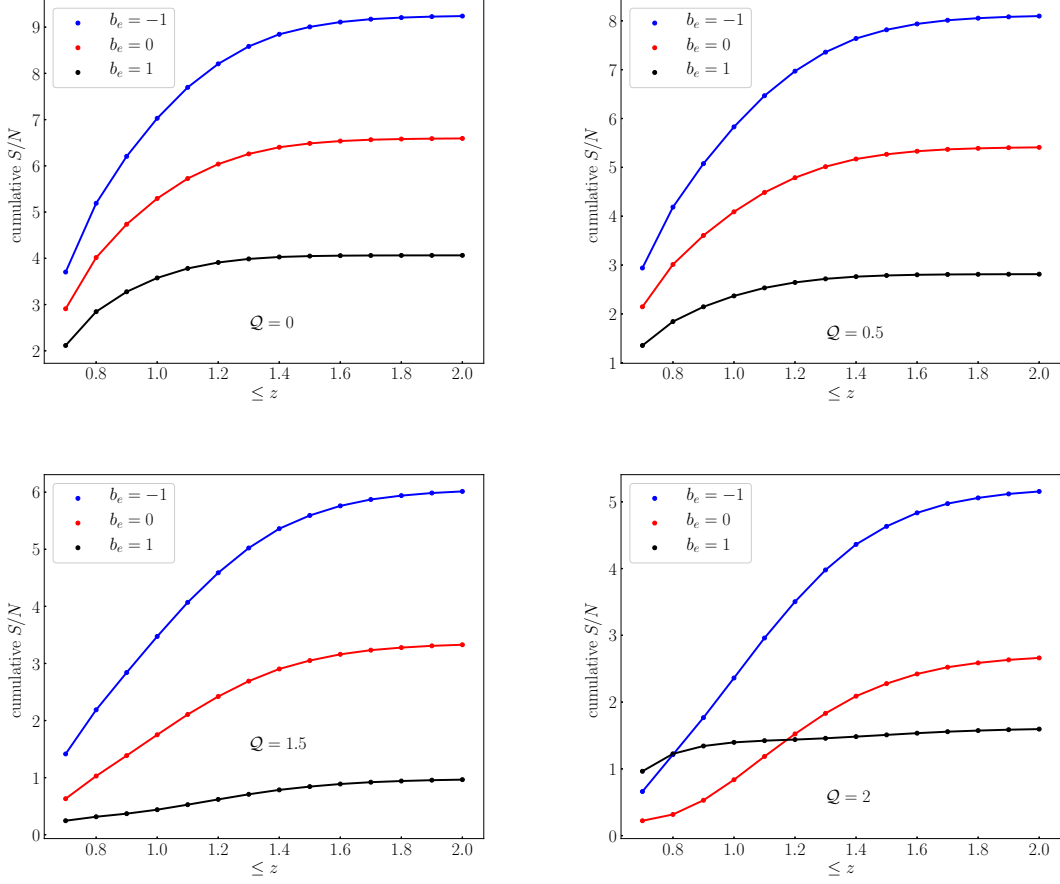 cumulative S/N
9
8
7
6
5
4
3
2
b_e = −1
b_e = 0
b_e = 1
𝒬 = 0
0.8 1.0 1.2 1.4 1.6 1.8 2.0
≤ z
cumulative S/N
8
7
6
5
4
3
2
1
b_e = −1
b_e = 0
b_e = 1
𝒬 = 0.5
0.8 1.0 1.2 1.4 1.6 1.8 2.0
≤ z
cumulative S/N
6
5
4
3
2
1
0
b_e = −1
b_e = 0
b_e = 1
𝒬 = 1.5
0.8 1.0 1.2 1.4 1.6 1.8 2.0
≤ z
cumulative S/N
5
4
3
2
1
0
b_e = −1
b_e = 0
b_e = 1
𝒬 = 2
0.8 1.0 1.2 1.4 1.6 1.8 2.0
≤ z